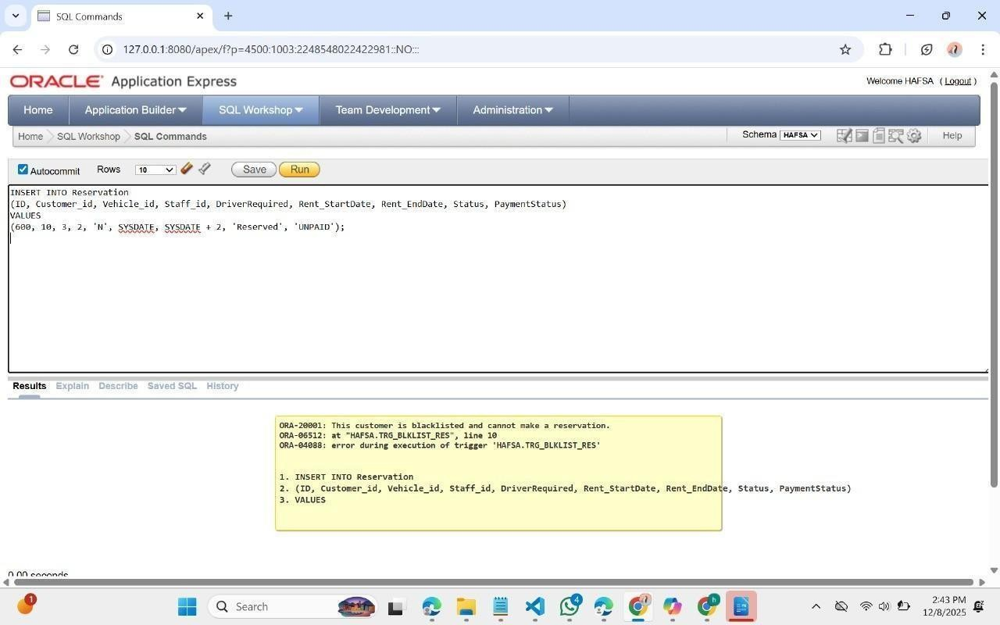 SQL Commands
127.0.0.1:8080/apex/f?p=4500:1003:2248548022422981::NO:::
ORACLE Application Express
Welcome HAFSA ( Logout )
Home Application Builder SQL Workshop Team Development Administration
Home SQL Workshop SQL Commands Schema HAFSA Help
Autocommit Rows 10 Save Run
INSERT INTO Reservation
(ID, Customer_id, Vehicle_id, Staff_id, DriverRequired, Rent_StartDate, Rent_EndDate, Status, PaymentStatus)
VALUES
(600, 10, 3, 2, 'N', SYSDATE, SYSDATE + 2, 'Reserved', 'UNPAID');
Results Explain Describe Saved SQL History
ORA-20001: This customer is blacklisted and cannot make a reservation.
ORA-06512: at "HAFSA.TRG_BLKLIST_RES", line 10
ORA-04088: error during execution of trigger 'HAFSA.TRG_BLKLIST_RES'
1. INSERT INTO Reservation
2. (ID, Customer_id, Vehicle_id, Staff_id, DriverRequired, Rent_StartDate, Rent_EndDate, Status, PaymentStatus)
3. VALUES
0.00 seconds
1 Search 4 h 2:43 PM
12/8/2025